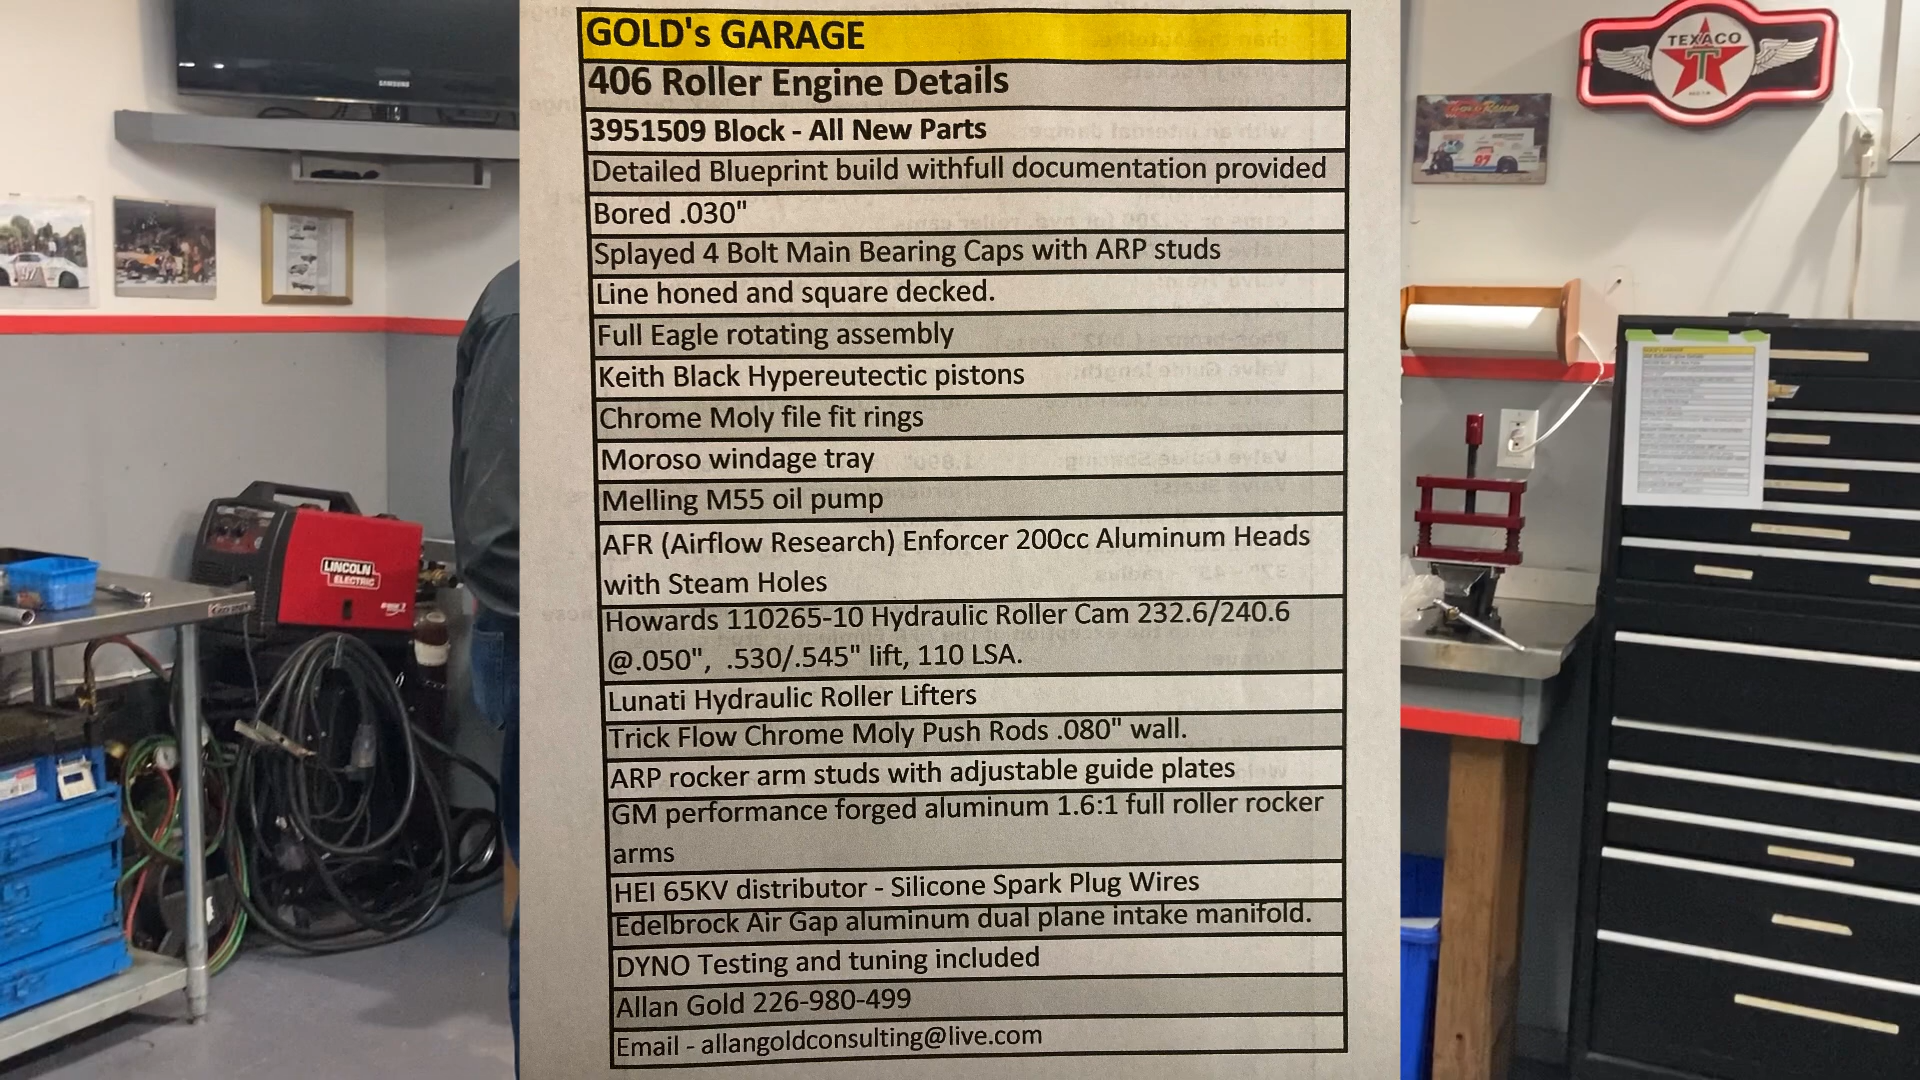 GOLD's GARAGE
406 Roller Engine Details
3951509 Block - All New Parts
Detailed Blueprint build withfull documentation provided
Bored .030"
Splayed 4 Bolt Main Bearing Caps with ARP studs
Line honed and square decked.
Full Eagle rotating assembly
Keith Black Hypereutectic pistons
Chrome Moly file fit rings
Moroso windage tray
Melling M55 oil pump
AFR (Airflow Research) Enforcer 200cc Aluminum Heads
with Steam Holes
Howards 110265-10 Hydraulic Roller Cam 232.6/240.6
@.050", .530/.545" lift, 110 LSA.
Lunati Hydraulic Roller Lifters
Trick Flow Chrome Moly Push Rods .080" wall.
ARP rocker arm studs with adjustable guide plates
GM performance forged aluminum 1.6:1 full roller rocker
arms
HEI 65KV distributor - Silicone Spark Plug Wires
Edelbrock Air Gap aluminum dual plane intake manifold.
DYNO Testing and tuning included
Allan Gold 226-980-499
Email - allangoldconsulting@live.com
SAMSUNG
LINCOLN
ELECTRIC
97
TEXACO
T
97